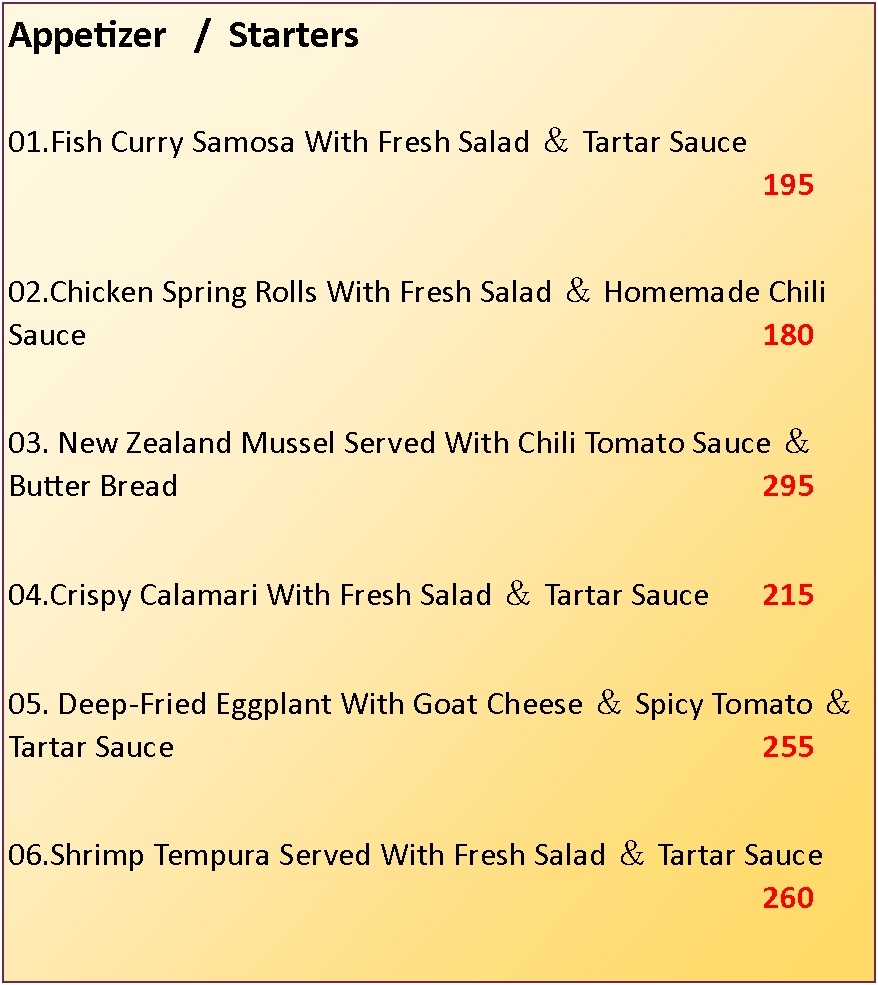 Appetizer / Starters
01.Fish Curry Samosa With Fresh Salad & Tartar Sauce
195
02.Chicken Spring Rolls With Fresh Salad & Homemade Chili
Sauce 180
03. New Zealand Mussel Served With Chili Tomato Sauce &
Butter Bread 295
04.Crispy Calamari With Fresh Salad & Tartar Sauce 215
05. Deep-Fried Eggplant With Goat Cheese & Spicy Tomato &
Tartar Sauce 255
06.Shrimp Tempura Served With Fresh Salad & Tartar Sauce
260